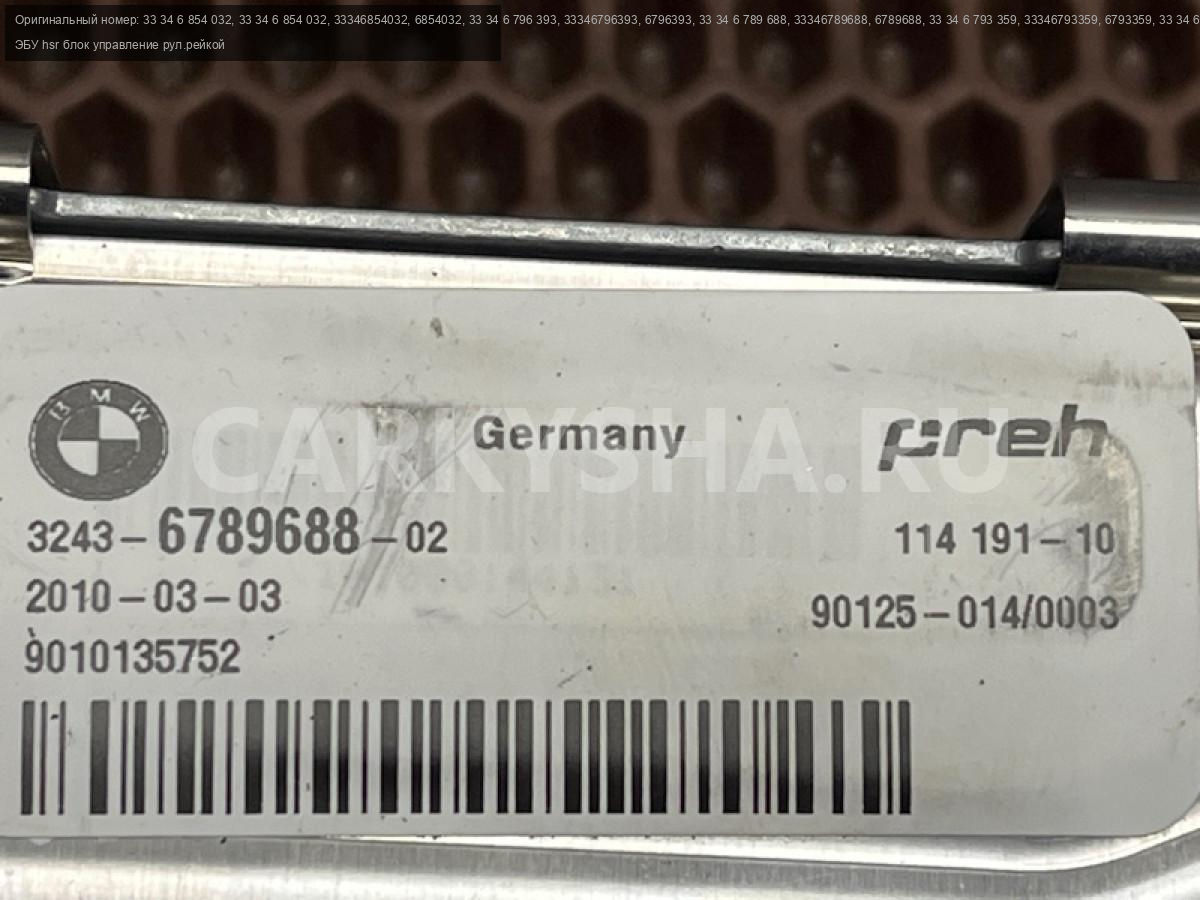 Оригинальный номер: 33 34 6 854 032, 33 34 6 854 032, 33346854032, 6854032, 33 34 6 796 393, 33346796393, 6796393, 33 34 6 789 688, 33346789688, 6789688, 33 34 6 793 359, 33346793359, 6793359, 33 34 6
ЭБУ hsr блок управление рул.рейкой
BMW
Germany
preh
CARKYSHA.RU
3243-6789688-02
114 191-10
2010-03-03
90125-014/0003
9010135752